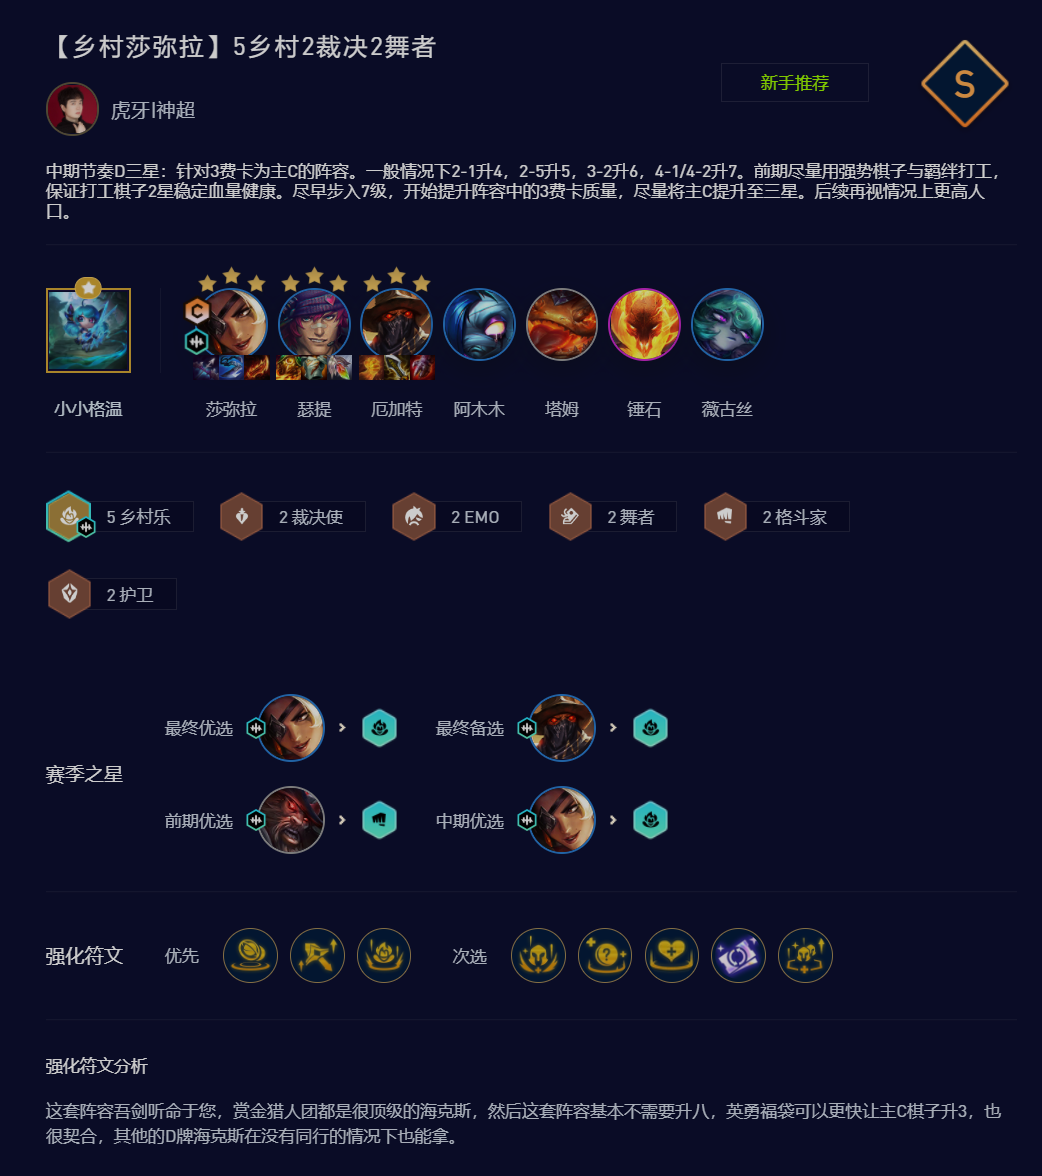 【乡村莎弥拉】5乡村2裁决2舞者
新手推荐
S
虎牙|神超
中期节奏D三星：针对3费卡为主C的阵容。一般情况下2-1升4，2-5升5，3-2升6，4-1/4-2升7。前期尽量用强势棋子与羁绊打工，
保证打工棋子2星稳定血量健康。尽早步入7级，开始提升阵容中的3费卡质量，尽量将主C提升至三星。后续再视情况上更高人
口。
C
小小格温 莎弥拉 瑟提 厄加特 阿木木 塔姆 锤石 薇古丝
5 乡村乐 2 裁决使 2 EMO 2 舞者 2 格斗家
2 护卫
最终优选 最终备选
赛季之星
前期优选 中期优选
强化符文 优先 次选
强化符文分析
这套阵容吾剑听命于您，赏金猎人团都是很顶级的海克斯，然后这套阵容基本不需要升八，英勇福袋可以更快让主C棋子升3，也
很契合，其他的D牌海克斯在没有同行的情况下也能拿。